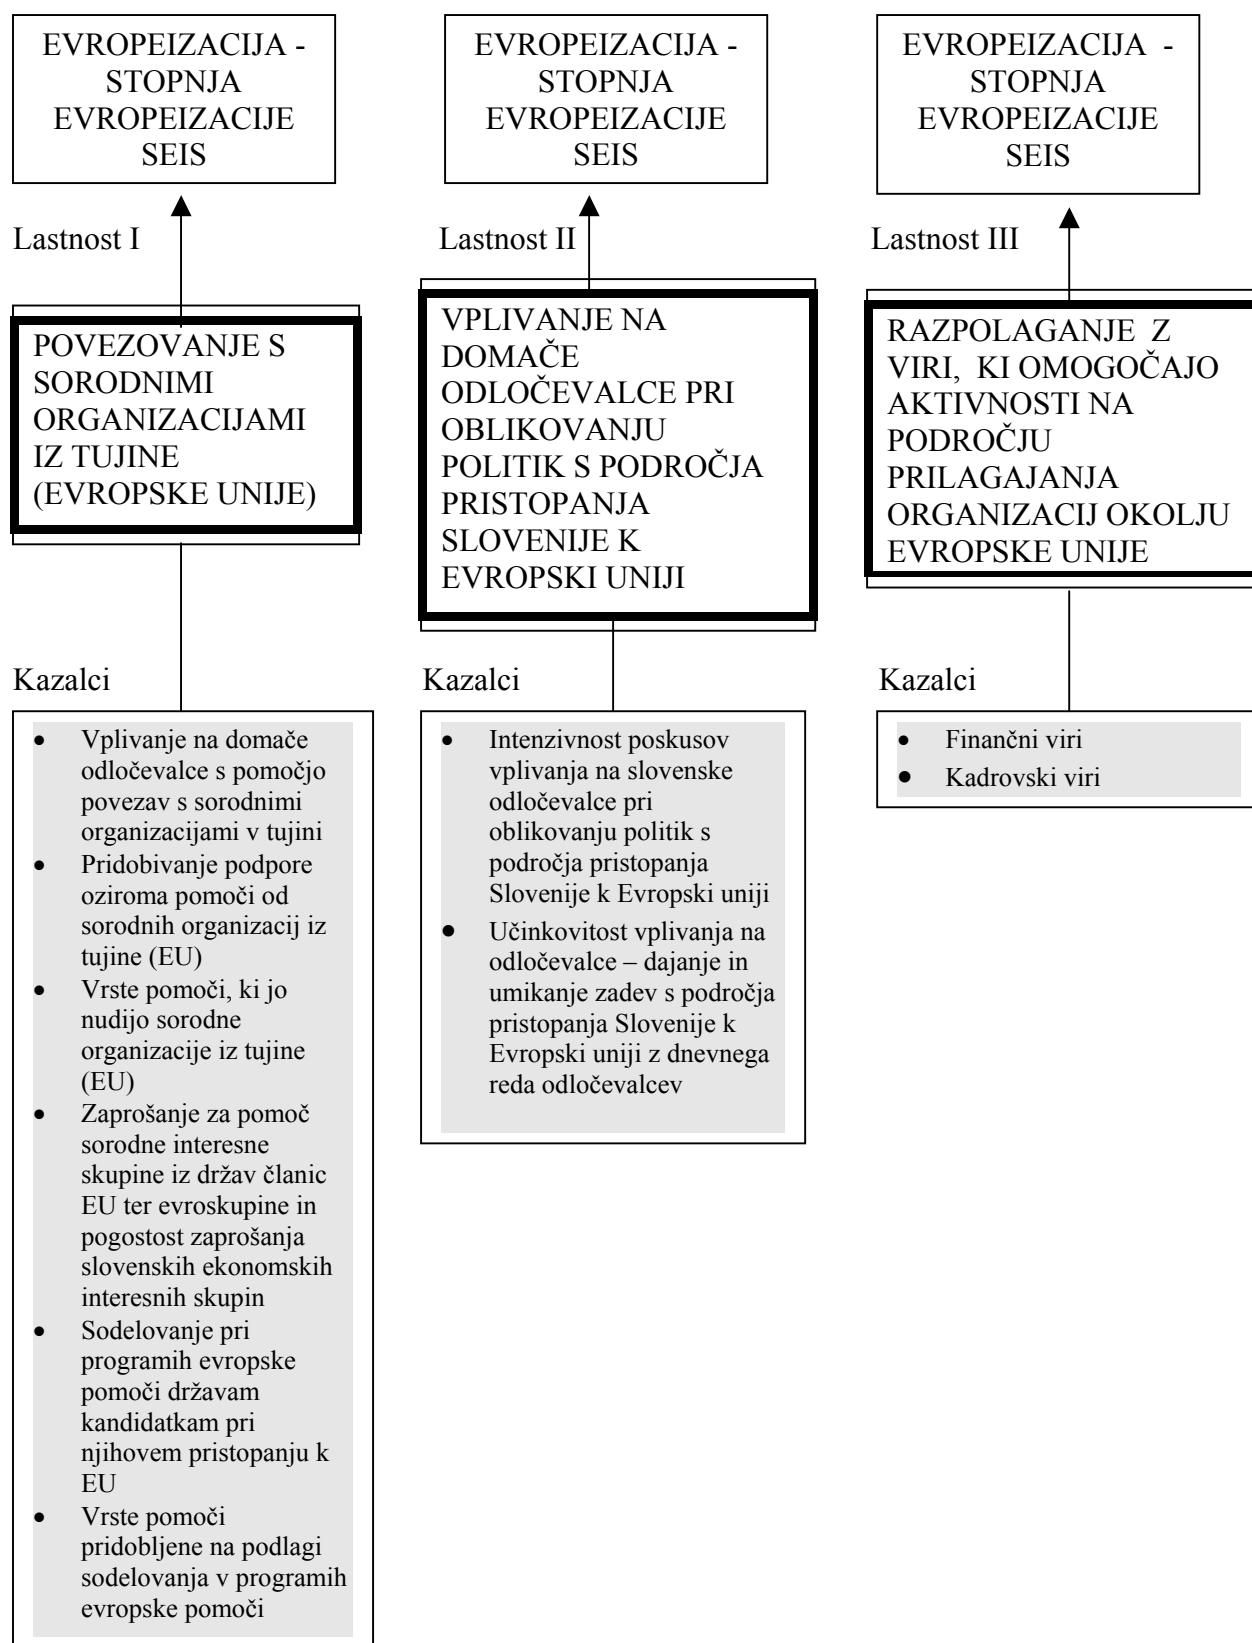 EVROPEIZACIJA -
STOPNJA
EVROPEIZACIJE
SEIS
Lastnost I
POVEZOVANJE S
SORODNIMI
ORGANIZACIJAMI
IZ TUJINE
(EVROPSKE UNIJE)
Kazalci
• Vplivanje na domače
odločevalce s pomočjo
povezav s sorodnimi
organizacijami v tujini
• Pridobivanje podpore
oziroma pomoči od
sorodnih organizacij iz
tujine (EU)
• Vrste pomoči, ki jo
nudijo sorodne
organizacije iz tujine
(EU)
• Zaprošanje za pomoč
sorodne interesne
skupine iz držav članic
EU ter evroskupine in
pogostost zaprošanja
slovenskih ekonomskih
interesnih skupin
• Sodelovanje pri
programih evropske
pomoči državam
kandidatkam pri
njihovem pristopanju k
EU
• Vrste pomoči
pridobljene na podlagi
sodelovanja v programih
evropske pomoči
EVROPEIZACIJA -
STOPNJA
EVROPEIZACIJE
SEIS
Lastnost II
VPLIVANJE NA
DOMAČE
ODLOČEVALCE PRI
OBLIKOVANJU
POLITIK S PODROČJA
PRISTOPANJA
SLOVENIJE K
EVROPSKI UNIJI
Kazalci
• Intenzivnost poskusov
vplivanja na slovenske
odločevalce pri
oblikovanju politik s
področja pristopanja
Slovenije k Evropski uniji
• Učinkovitost vplivanja na
odločevalce – dajanje in
umikanje zadev s področja
pristopanja Slovenije k
Evropski uniji z dnevnega
reda odločevalcev
EVROPEIZACIJA -
STOPNJA
EVROPEIZACIJE
SEIS
Lastnost III
RAZPOLAGANJE Z
VIRI, KI OMOGOČAJO
AKTIVNOSTI NA
PODROČJU
PRILAGAJANJA
ORGANIZACIJ OKOLJU
EVROPSKE UNIJE
Kazalci
• Finančni viri
• Kadrovski viri